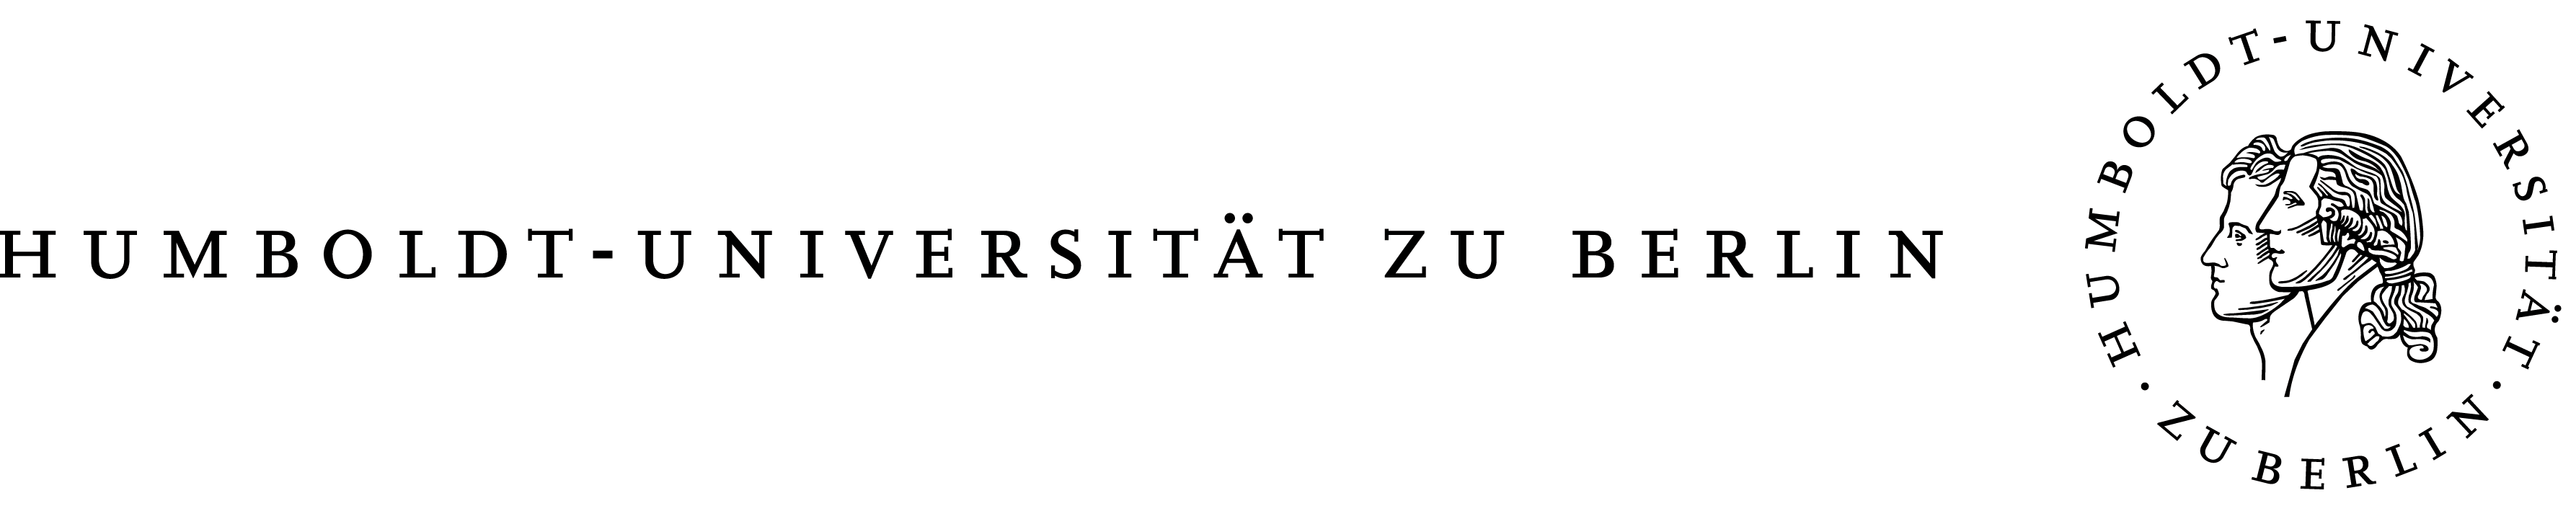 HUMBOLDT-UNIVERSITÄT ZU BERLIN
HUMBOLDT-UNIVERSITÄT
· ZU BERLIN ·